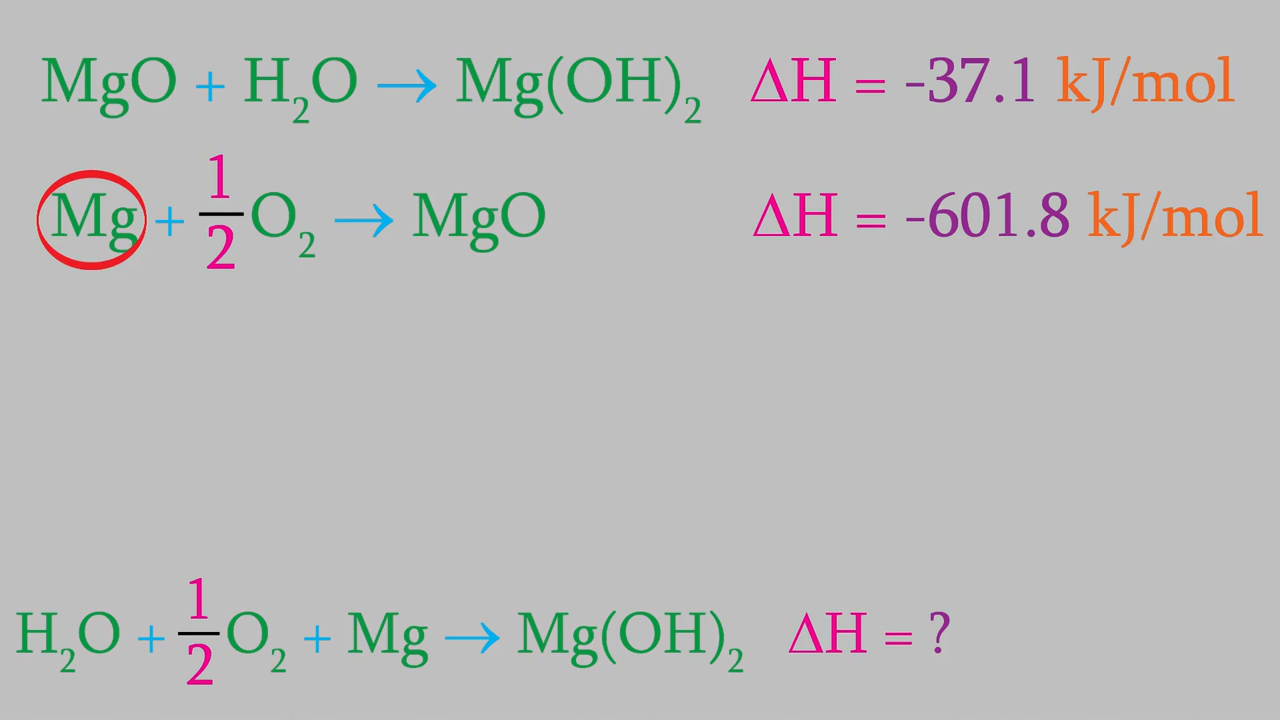 MgO + H₂O → Mg(OH)₂ ΔH = -37.1 kJ/mol
Mg + 1/2 O₂ → MgO ΔH = -601.8 kJ/mol
H₂O + 1/2 O₂ + Mg → Mg(OH)₂ ΔH = ?